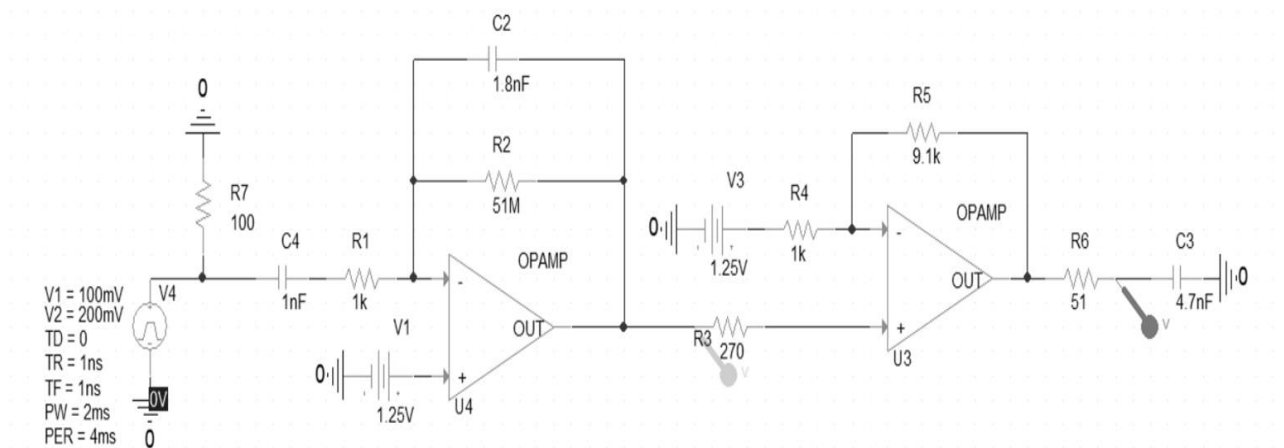 C2
1.8nF
R2
51M
0
R7
100
C4
1nF
R1
1k
V4
V1 = 100mV
V2 = 200mV
TD = 0
TR = 1ns
TF = 1ns
PW = 2ms
PER = 4ms
0V
0
V1
0
1.25V
OPAMP
-
OUT
+
U4
R3
270
V
V3
0
1.25V
R4
1k
R5
9.1k
OPAMP
-
OUT
+
U3
R6
51
C3
4.7nF
0
V